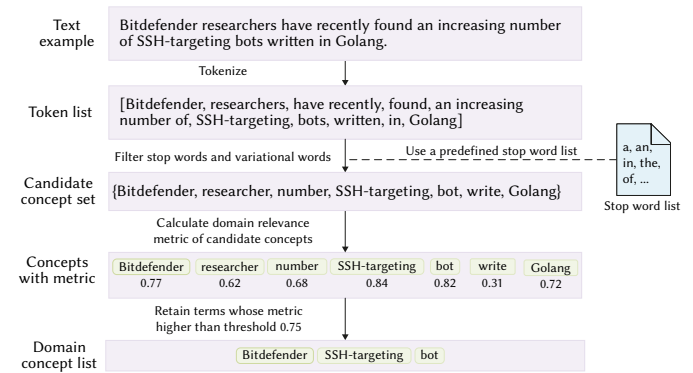 Text
example
Bitdefender researchers have recently found an increasing number
of SSH-targeting bots written in Golang.
Tokenize
Token list
[Bitdefender, researchers, have recently, found, an increasing
number of, SSH-targeting, bots, written, in, Golang]
Filter stop words and variational words
Use a predefined stop word list
a, an,
in, the,
of, ...
Stop word list
Candidate
concept set
{Bitdefender, researcher, number, SSH-targeting, bot, write, Golang}
Calculate domain relevance
metric of candidate concepts
Concepts
with metric
Bitdefender researcher number SSH-targeting bot write Golang
0.77 0.62 0.68 0.84 0.82 0.31 0.72
Retain terms whose metric
higher than threshold 0.75
Domain
concept list
Bitdefender SSH-targeting bot